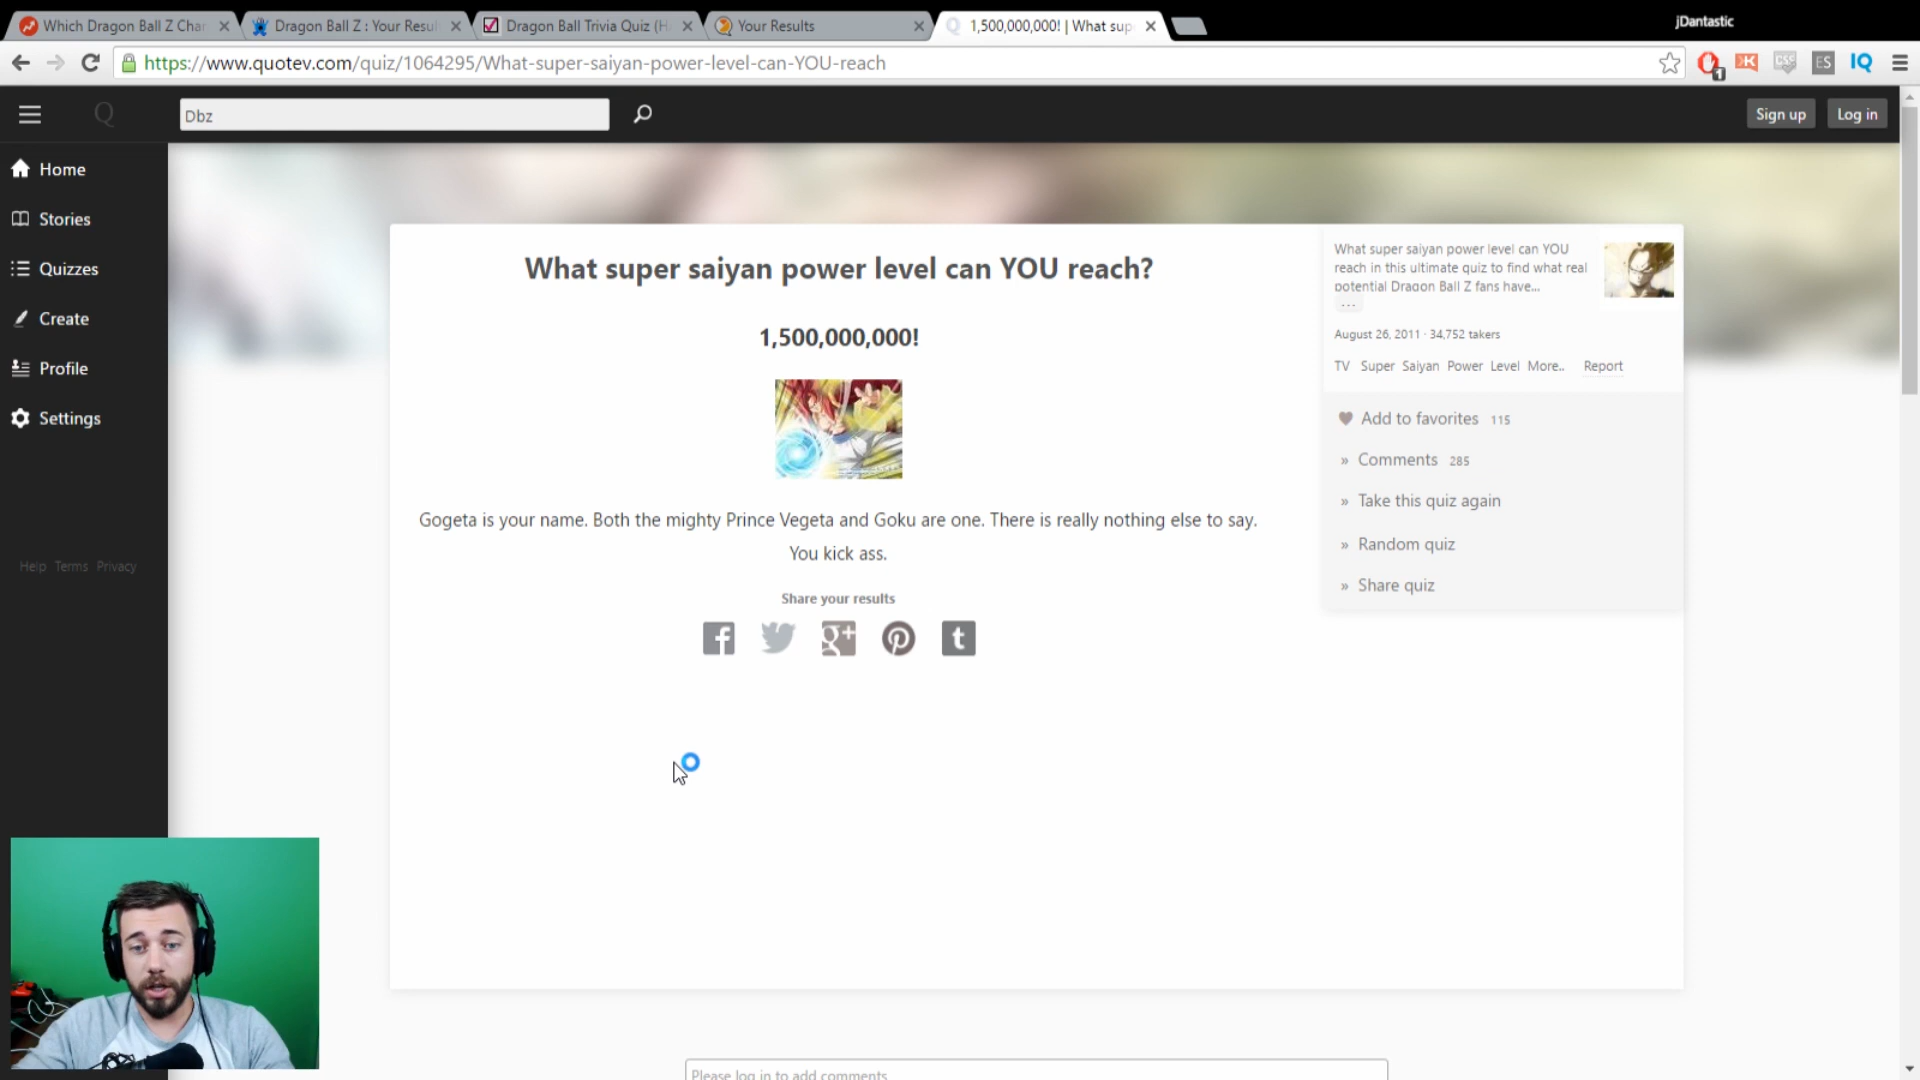 Which Dragon Ball Z Char
Dragon Ball Z : Your Resul
Dragon Ball Trivia Quiz (H
Your Results
1,500,000,000! | What sup
jDantastic
https://www.quotev.com/quiz/1064295/What-super-saiyan-power-level-can-YOU-reach
1
CSC
ES
IQ
Q
Dbz
Sign up
Log in
Home
Stories
Quizzes
Create
Profile
Settings
Help Terms Privacy
What super saiyan power level can YOU reach?
1,500,000,000!
Gogeta is your name. Both the mighty Prince Vegeta and Goku are one. There is really nothing else to say.
You kick ass.
Share your results
What super saiyan power level can YOU
reach in this ultimate quiz to find what real
potential Dragon Ball Z fans have...
...
August 26, 2011 · 34,752 takers
TV Super Saiyan Power Level More.. Report
Add to favorites 115
» Comments 285
» Take this quiz again
» Random quiz
» Share quiz
Please log in to add comments